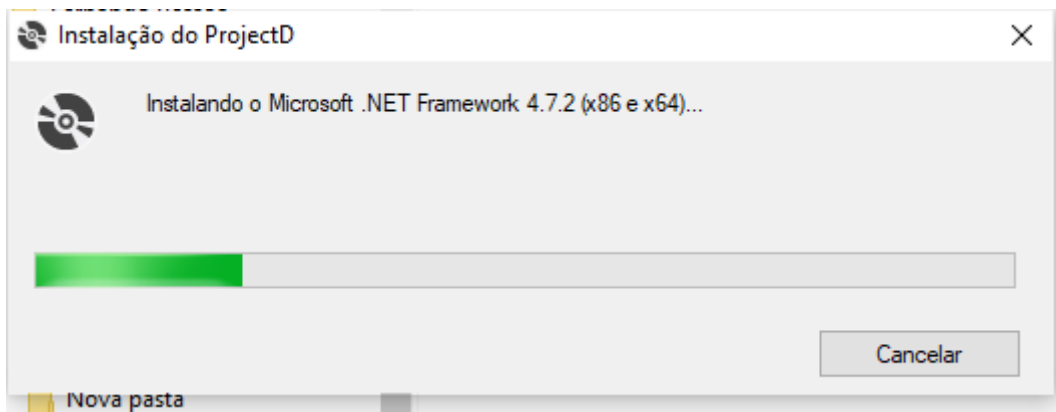 Instalação do ProjectD
Instalando o Microsoft .NET Framework 4.7.2 (x86 e x64)...
Cancelar
Nova pasta